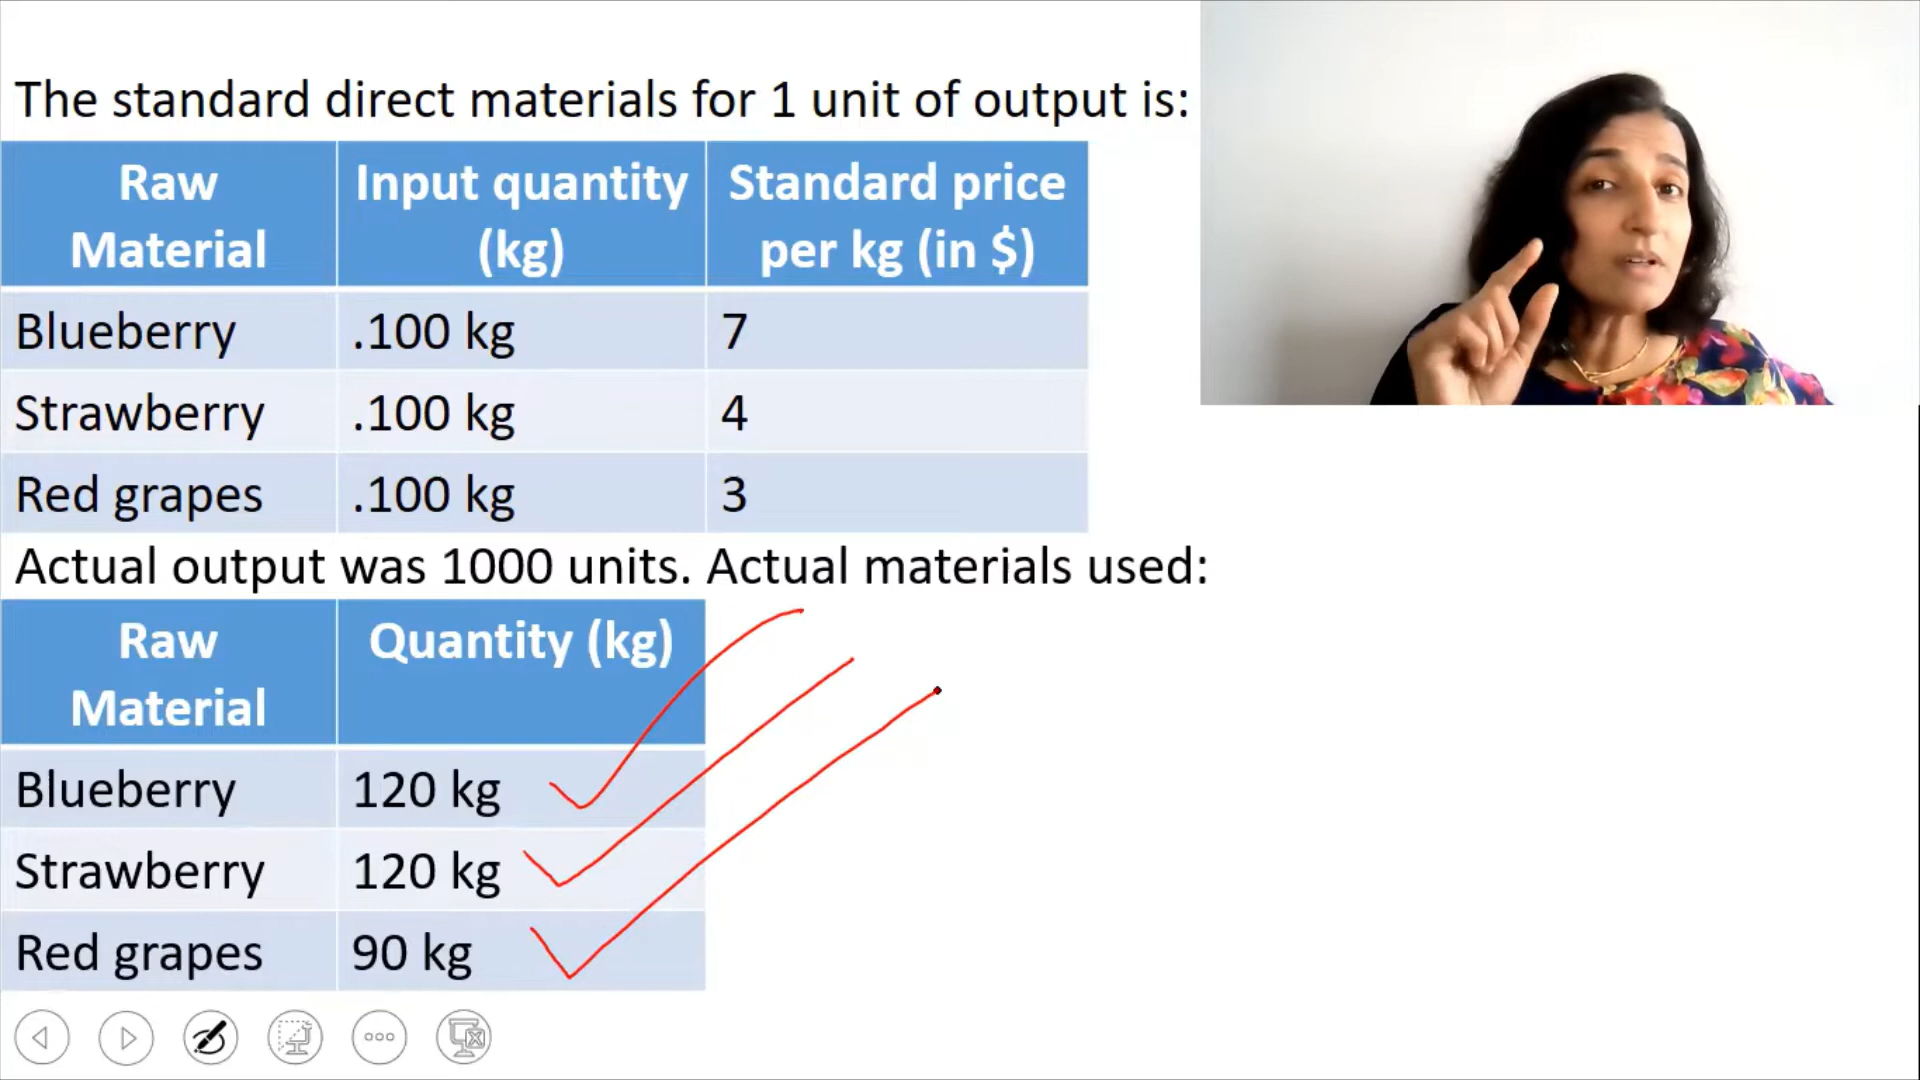 The standard direct materials for 1 unit of output is:
Raw Material Input quantity (kg) Standard price per kg (in $)
Blueberry .100 kg 7
Strawberry .100 kg 4
Red grapes .100 kg 3
Actual output was 1000 units. Actual materials used:
Raw Material Quantity (kg)
Blueberry 120 kg
Strawberry 120 kg
Red grapes 90 kg